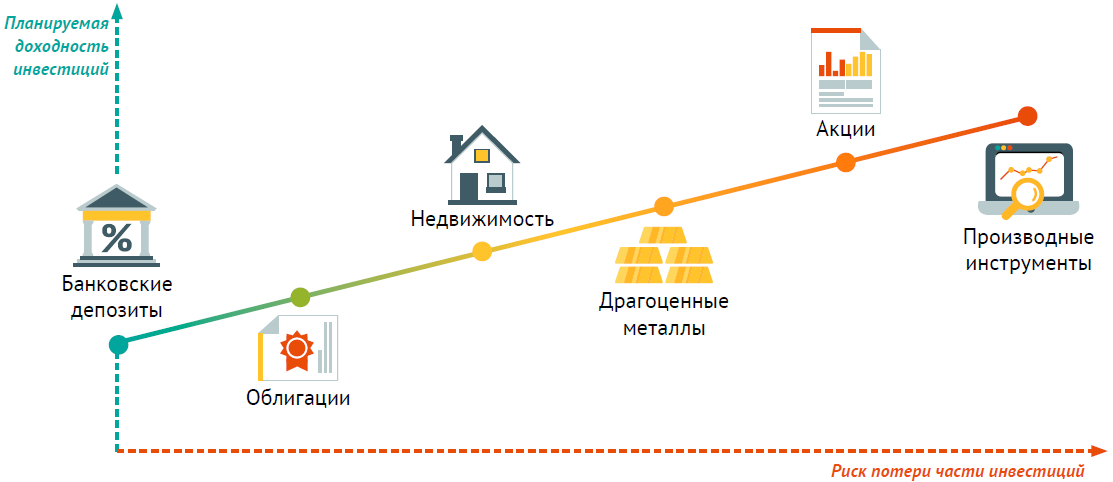 Планируемая
доходность
инвестиций
%
Банковские
депозиты
Облигации
Недвижимость
Драгоценные
металлы
Акции
Производные
инструменты
Риск потери части инвестиций